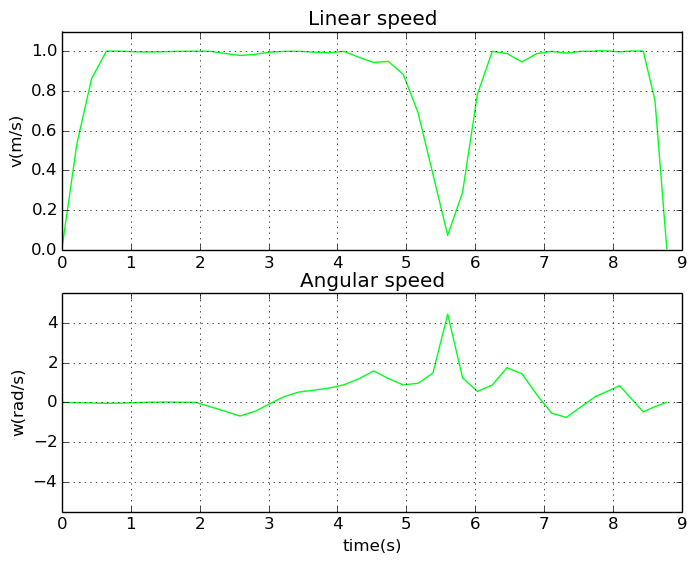 Linear speed
v(m/s)
1.0
0.8
0.6
0.4
0.2
0.0
0 1 2 3 4 5 6 7 8 9
Angular speed
w(rad/s)
4
2
0
−2
−4
0 1 2 3 4 5 6 7 8 9
time(s)